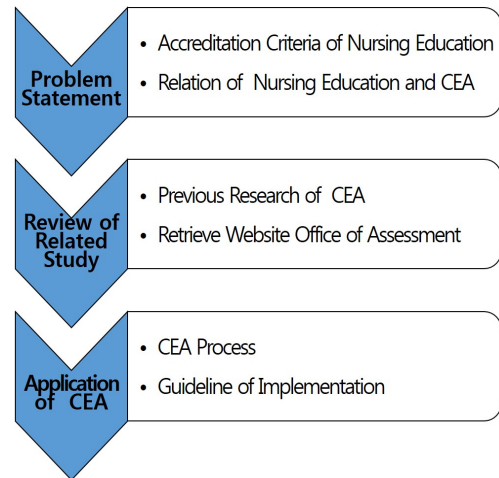 Problem
Statement
• Accreditation Criteria of Nursing Education
• Relation of Nursing Education and CEA
Review of
Related
Study
• Previous Research of CEA
• Retrieve Website Office of Assessment
Application
of CEA
• CEA Process
• Guideline of Implementation